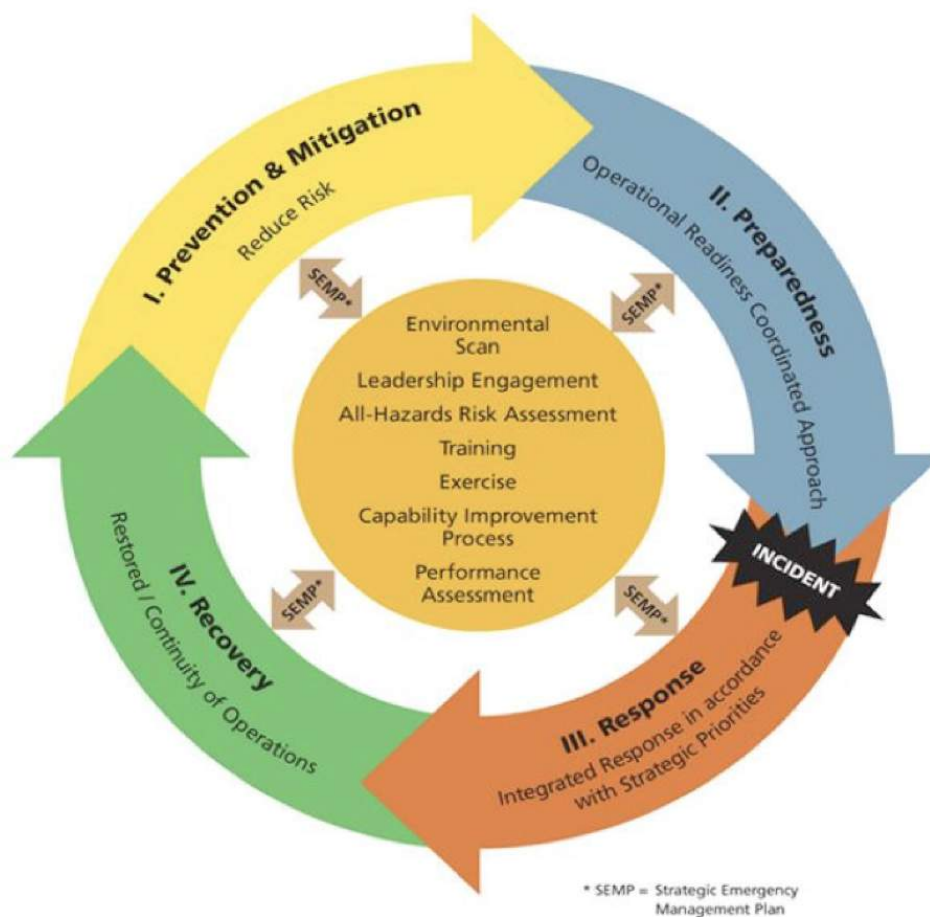 I. Prevention & Mitigation
Reduce Risk
II. Preparedness
Operational Readiness Coordinated Approach
INCIDENT
III. Response
Integrated Response in accordance
with Strategic Priorities
IV. Recovery
Restored / Continuity of Operations
SEMP*
SEMP*
SEMP*
SEMP*
Environmental
Scan
Leadership Engagement
All-Hazards Risk Assessment
Training
Exercise
Capability Improvement
Process
Performance
Assessment
* SEMP = Strategic Emergency
Management Plan